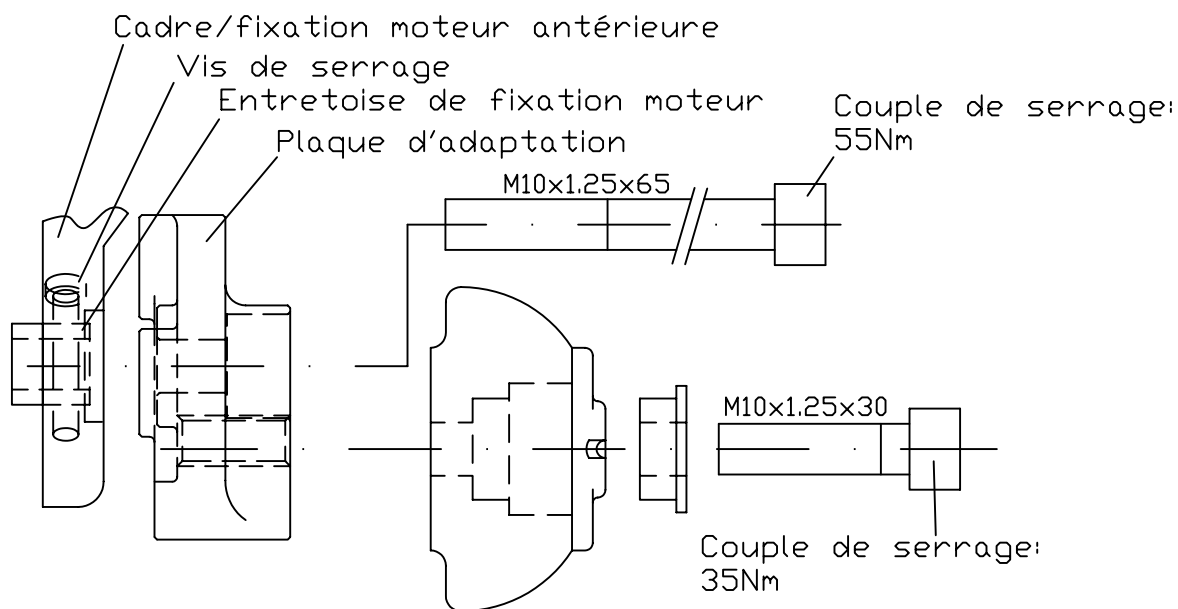 Cadre/fixation moteur antérieure
Vis de serrage
Entretoise de fixation moteur
Plaque d'adaptation
Couple de serrage:
55Nm
M10x1.25x65
M10x1.25x30
Couple de serrage:
35Nm